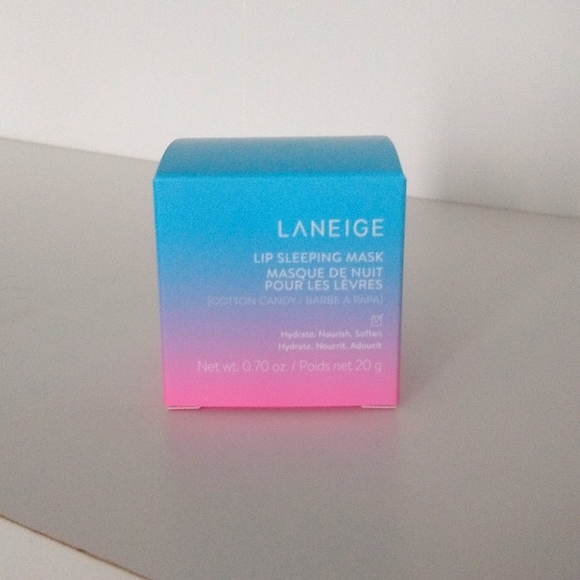 LANEIGE
LIP SLEEPING MASK
MASQUE DE NUIT
POUR LES LÈVRES
[COTTON CANDY / BARBE À PAPA]
Hydrate. Nourish. Soften
Hydrate. Nourrit. Adoucit
Net wt. 0.70 oz. / Poids net 20 g